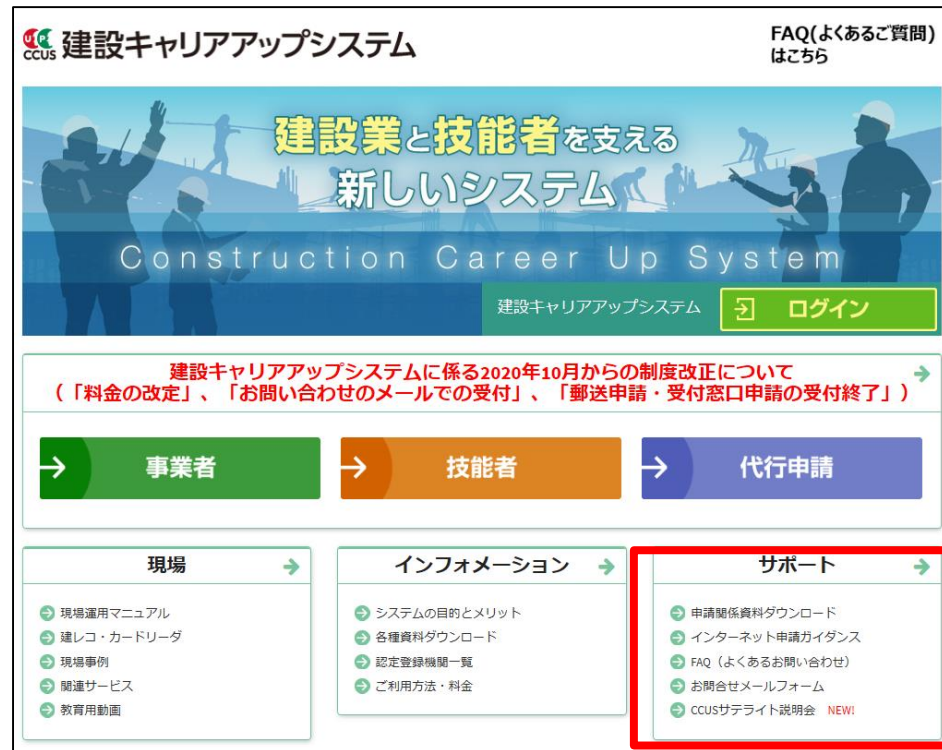 CCUS 建設キャリアアップシステム
FAQ(よくあるご質問)
はこちら
建設業と技能者を支える
新しいシステム
Construction Career Up System
建設キャリアアップシステム
ログイン
建設キャリアアップシステムに係る2020年10月からの制度改正について
(「料金の改定」、「お問い合わせのメールでの受付」、「郵送申請・受付窓口申請の受付終了」)
事業者
技能者
代行申請
現場
現場運用マニュアル
建レコ・カードリーダ
現場事例
関連サービス
教育用動画
インフォメーション
システムの目的とメリット
各種資料ダウンロード
認定登録機関一覧
ご利用方法・料金
サポート
申請関係資料ダウンロード
インターネット申請ガイダンス
FAQ(よくあるお問い合わせ)
お問合せメールフォーム
CCUSサテライト説明会 NEW!